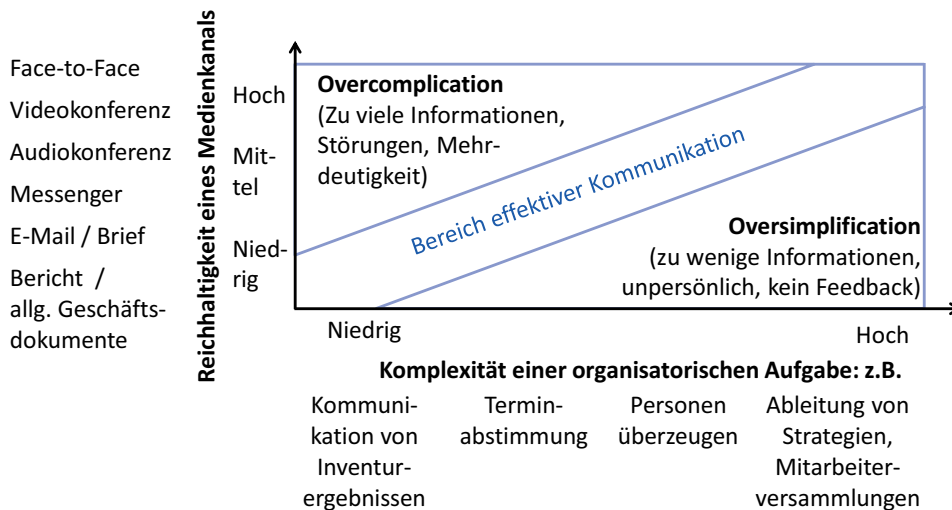 Face-to-Face
Videokonferenz
Audiokonferenz
Messenger
E-Mail / Brief
Bericht /
allg. Geschäfts-
dokumente
Reichhaltigkeit eines Medienkanals
Hoch
Mit-
tel
Nied-
rig
Overcomplication
(Zu viele Informationen,
Störungen, Mehr-
deutigkeit)
Bereich effektiver Kommunikation
Oversimplification
(zu wenige Informationen,
unpersönlich, kein Feedback)
Niedrig
Hoch
Komplexität einer organisatorischen Aufgabe: z.B.
Kommuni-
kation von
Inventur-
ergebnissen
Termin-
abstimmung
Personen
überzeugen
Ableitung von
Strategien,
Mitarbeiter-
versammlungen